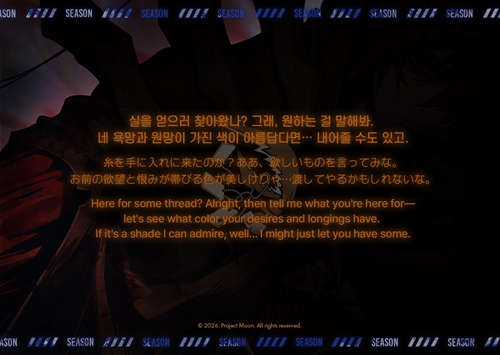 SEASON SEASON SEASON SEASON SEASON SEASON SEASON
실을 얻으러 찾아왔나? 그래, 원하는 걸 말해봐.
네 욕망과 원망이 가진 색이 아름답다면… 내어줄 수도 있고.
糸を手に入れに来たのか？ああ、欲しいものを言ってみな。
お前の欲望と恨みが帯びる色が美しけりゃ…渡してやるかもしれないな。
Here for some thread? Alright, then tell me what you're here for—
let's see what color your desires and longings have.
If it's a shade I can admire, well... I might just let you have some.
© 2026. Project Moon. All rights reserved.
SEASON SEASON SEASON SEASON SEASON SEASON SEASON